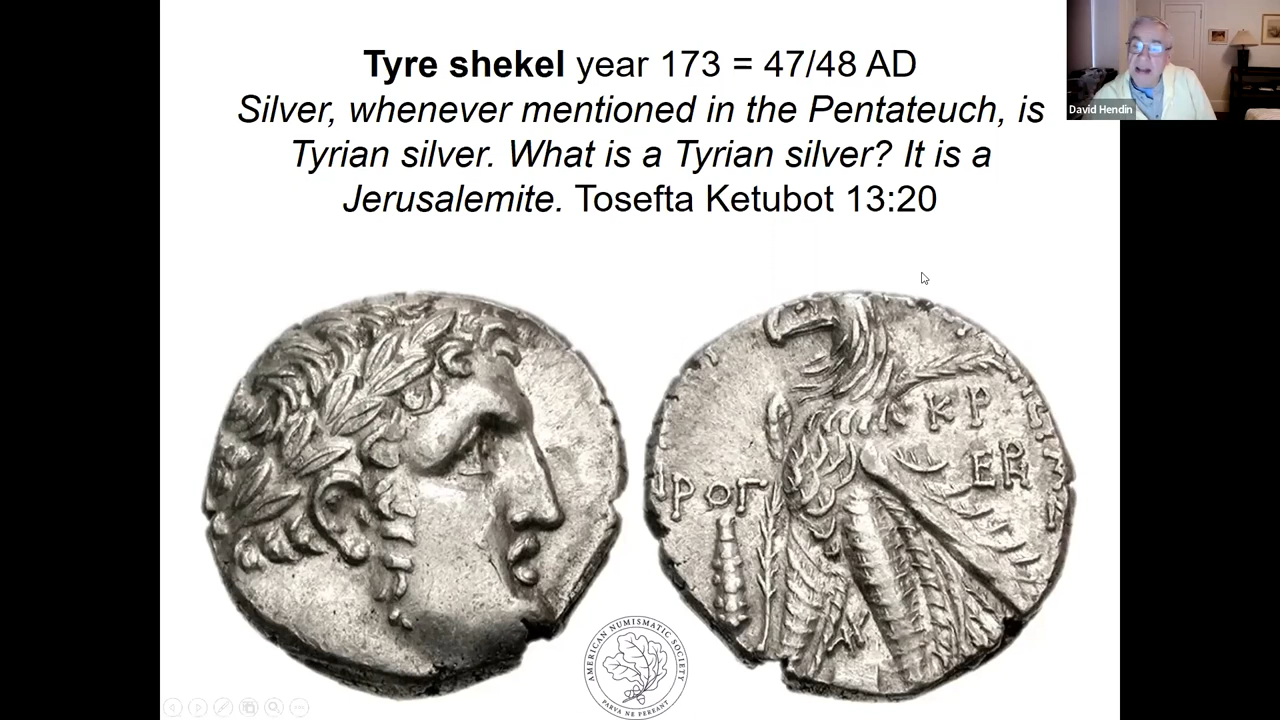 Tyre shekel year 173 = 47/48 AD
Silver, whenever mentioned in the Pentateuch, is
Tyrian silver. What is a Tyrian silver? It is a
Jerusalemite. Tosefta Ketubot 13:20
David Hendin
ΚΡ
ΡΟΓ
AMERICAN NUMISMATIC SOCIETY
PARVA NE PEREANT